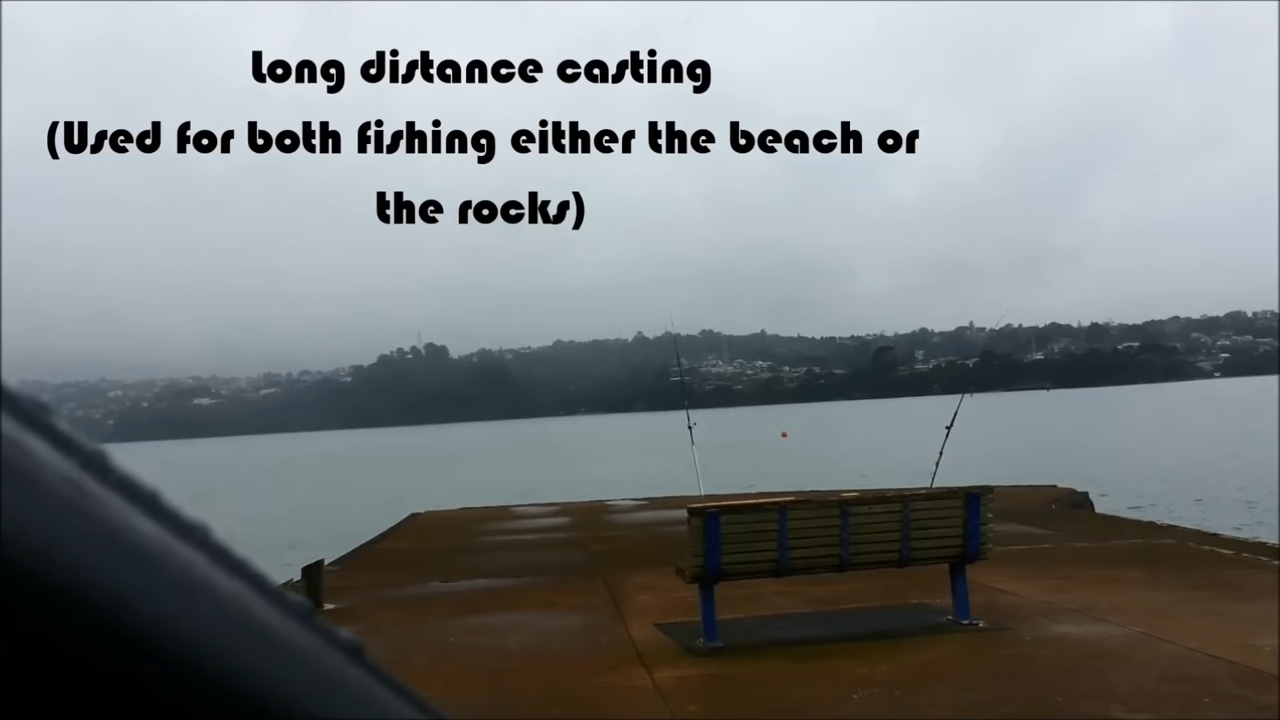 Long distance casting
(Used for both fishing either the beach or
the rocks)